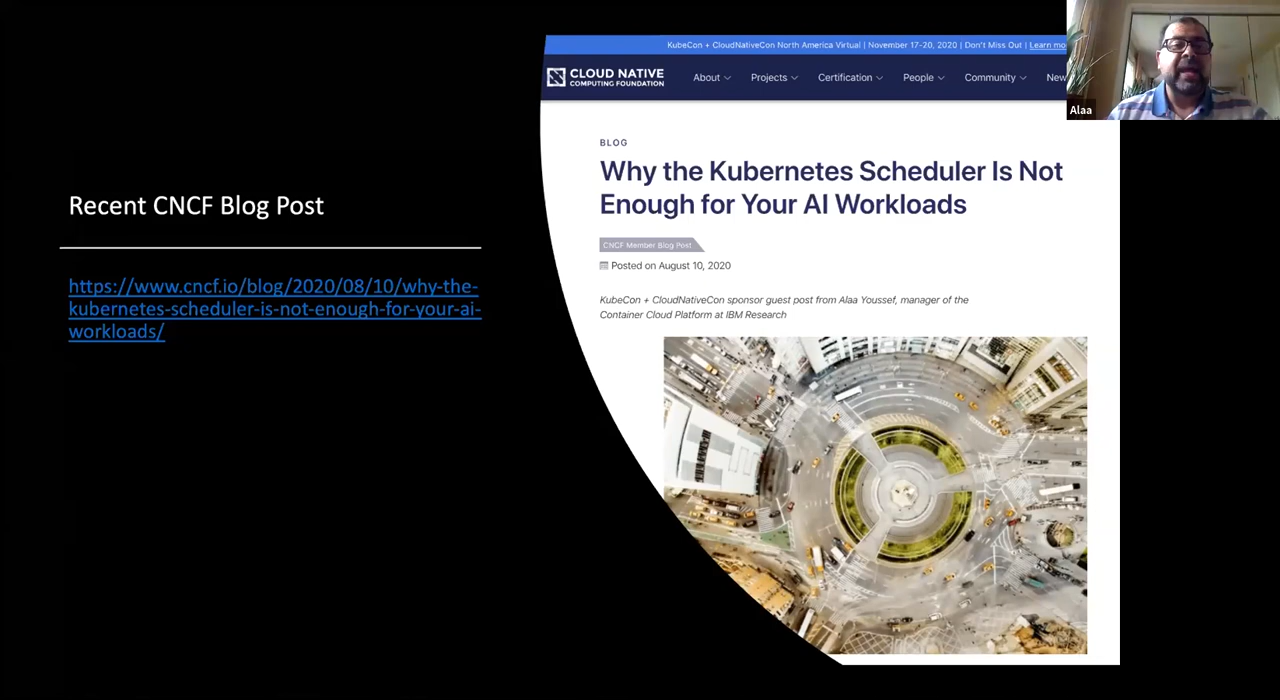 Recent CNCF Blog Post
https://www.cncf.io/blog/2020/08/10/why-the-
kubernetes-scheduler-is-not-enough-for-your-ai-
workloads/
KubeCon + CloudNativeCon North America Virtual | November 17-20, 2020 | Don't Miss Out | Learn mo
CLOUD NATIVE
COMPUTING FOUNDATION
About Projects Certification People Community New
BLOG
Why the Kubernetes Scheduler Is Not
Enough for Your AI Workloads
CNCF Member Blog Post
Posted on August 10, 2020
KubeCon + CloudNativeCon sponsor guest post from Alaa Youssef, manager of the
Container Cloud Platform at IBM Research
Alaa